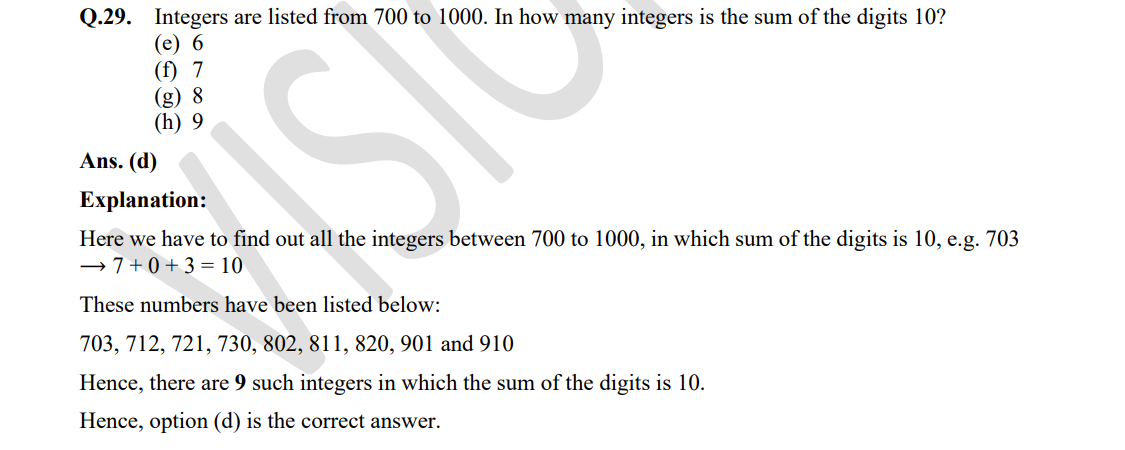 Q.29. Integers are listed from 700 to 1000. In how many integers is the sum of the digits 10?
(e) 6
(f) 7
(g) 8
(h) 9
Ans. (d)
Explanation:
Here we have to find out all the integers between 700 to 1000, in which sum of the digits is 10, e.g. 703
⟶ 7 + 0 + 3 = 10
These numbers have been listed below:
703, 712, 721, 730, 802, 811, 820, 901 and 910
Hence, there are 9 such integers in which the sum of the digits is 10.
Hence, option (d) is the correct answer.
VISIO